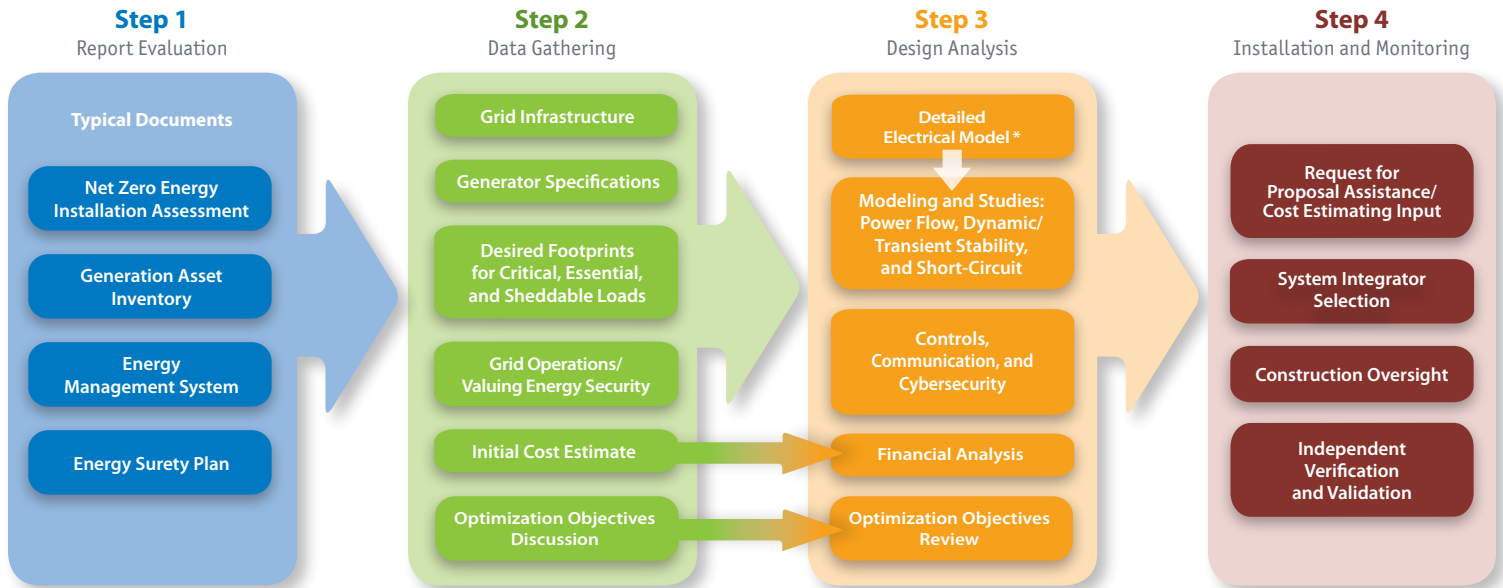 Step 1
Report Evaluation
Typical Documents
Net Zero Energy
Installation Assessment
Generation Asset
Inventory
Energy
Management System
Energy Surety Plan
Step 2
Data Gathering
Grid Infrastructure
Generator Specifications
Desired Footprints
for Critical, Essential,
and Sheddable Loads
Grid Operations/
Valuing Energy Security
Initial Cost Estimate
Optimization Objectives
Discussion
Step 3
Design Analysis
Detailed
Electrical Model *
Modeling and Studies:
Power Flow, Dynamic/
Transient Stability,
and Short-Circuit
Controls,
Communication, and
Cybersecurity
Financial Analysis
Optimization Objectives
Review
Step 4
Installation and Monitoring
Request for
Proposal Assistance/
Cost Estimating Input
System Integrator
Selection
Construction Oversight
Independent
Verification
and Validation